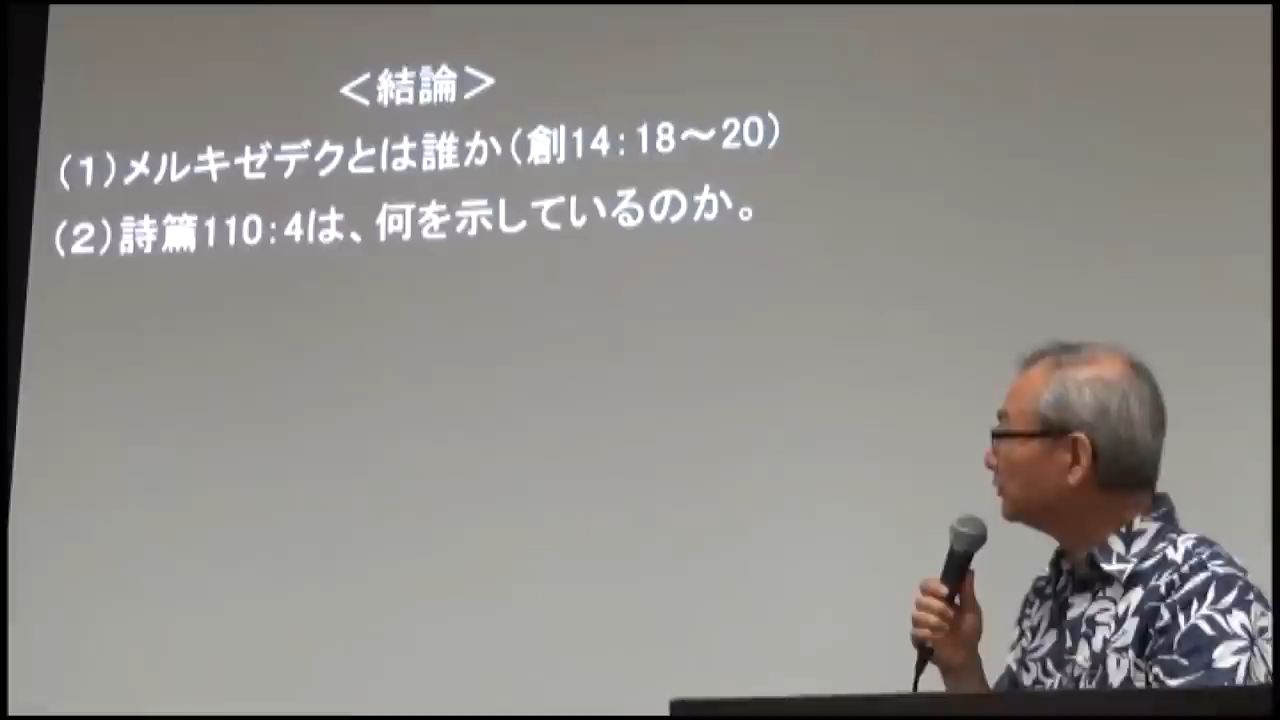 ＜結論＞
（１）メルキゼデクとは誰か（創14：18～20）
（２）詩篇110：4は、何を示しているのか。